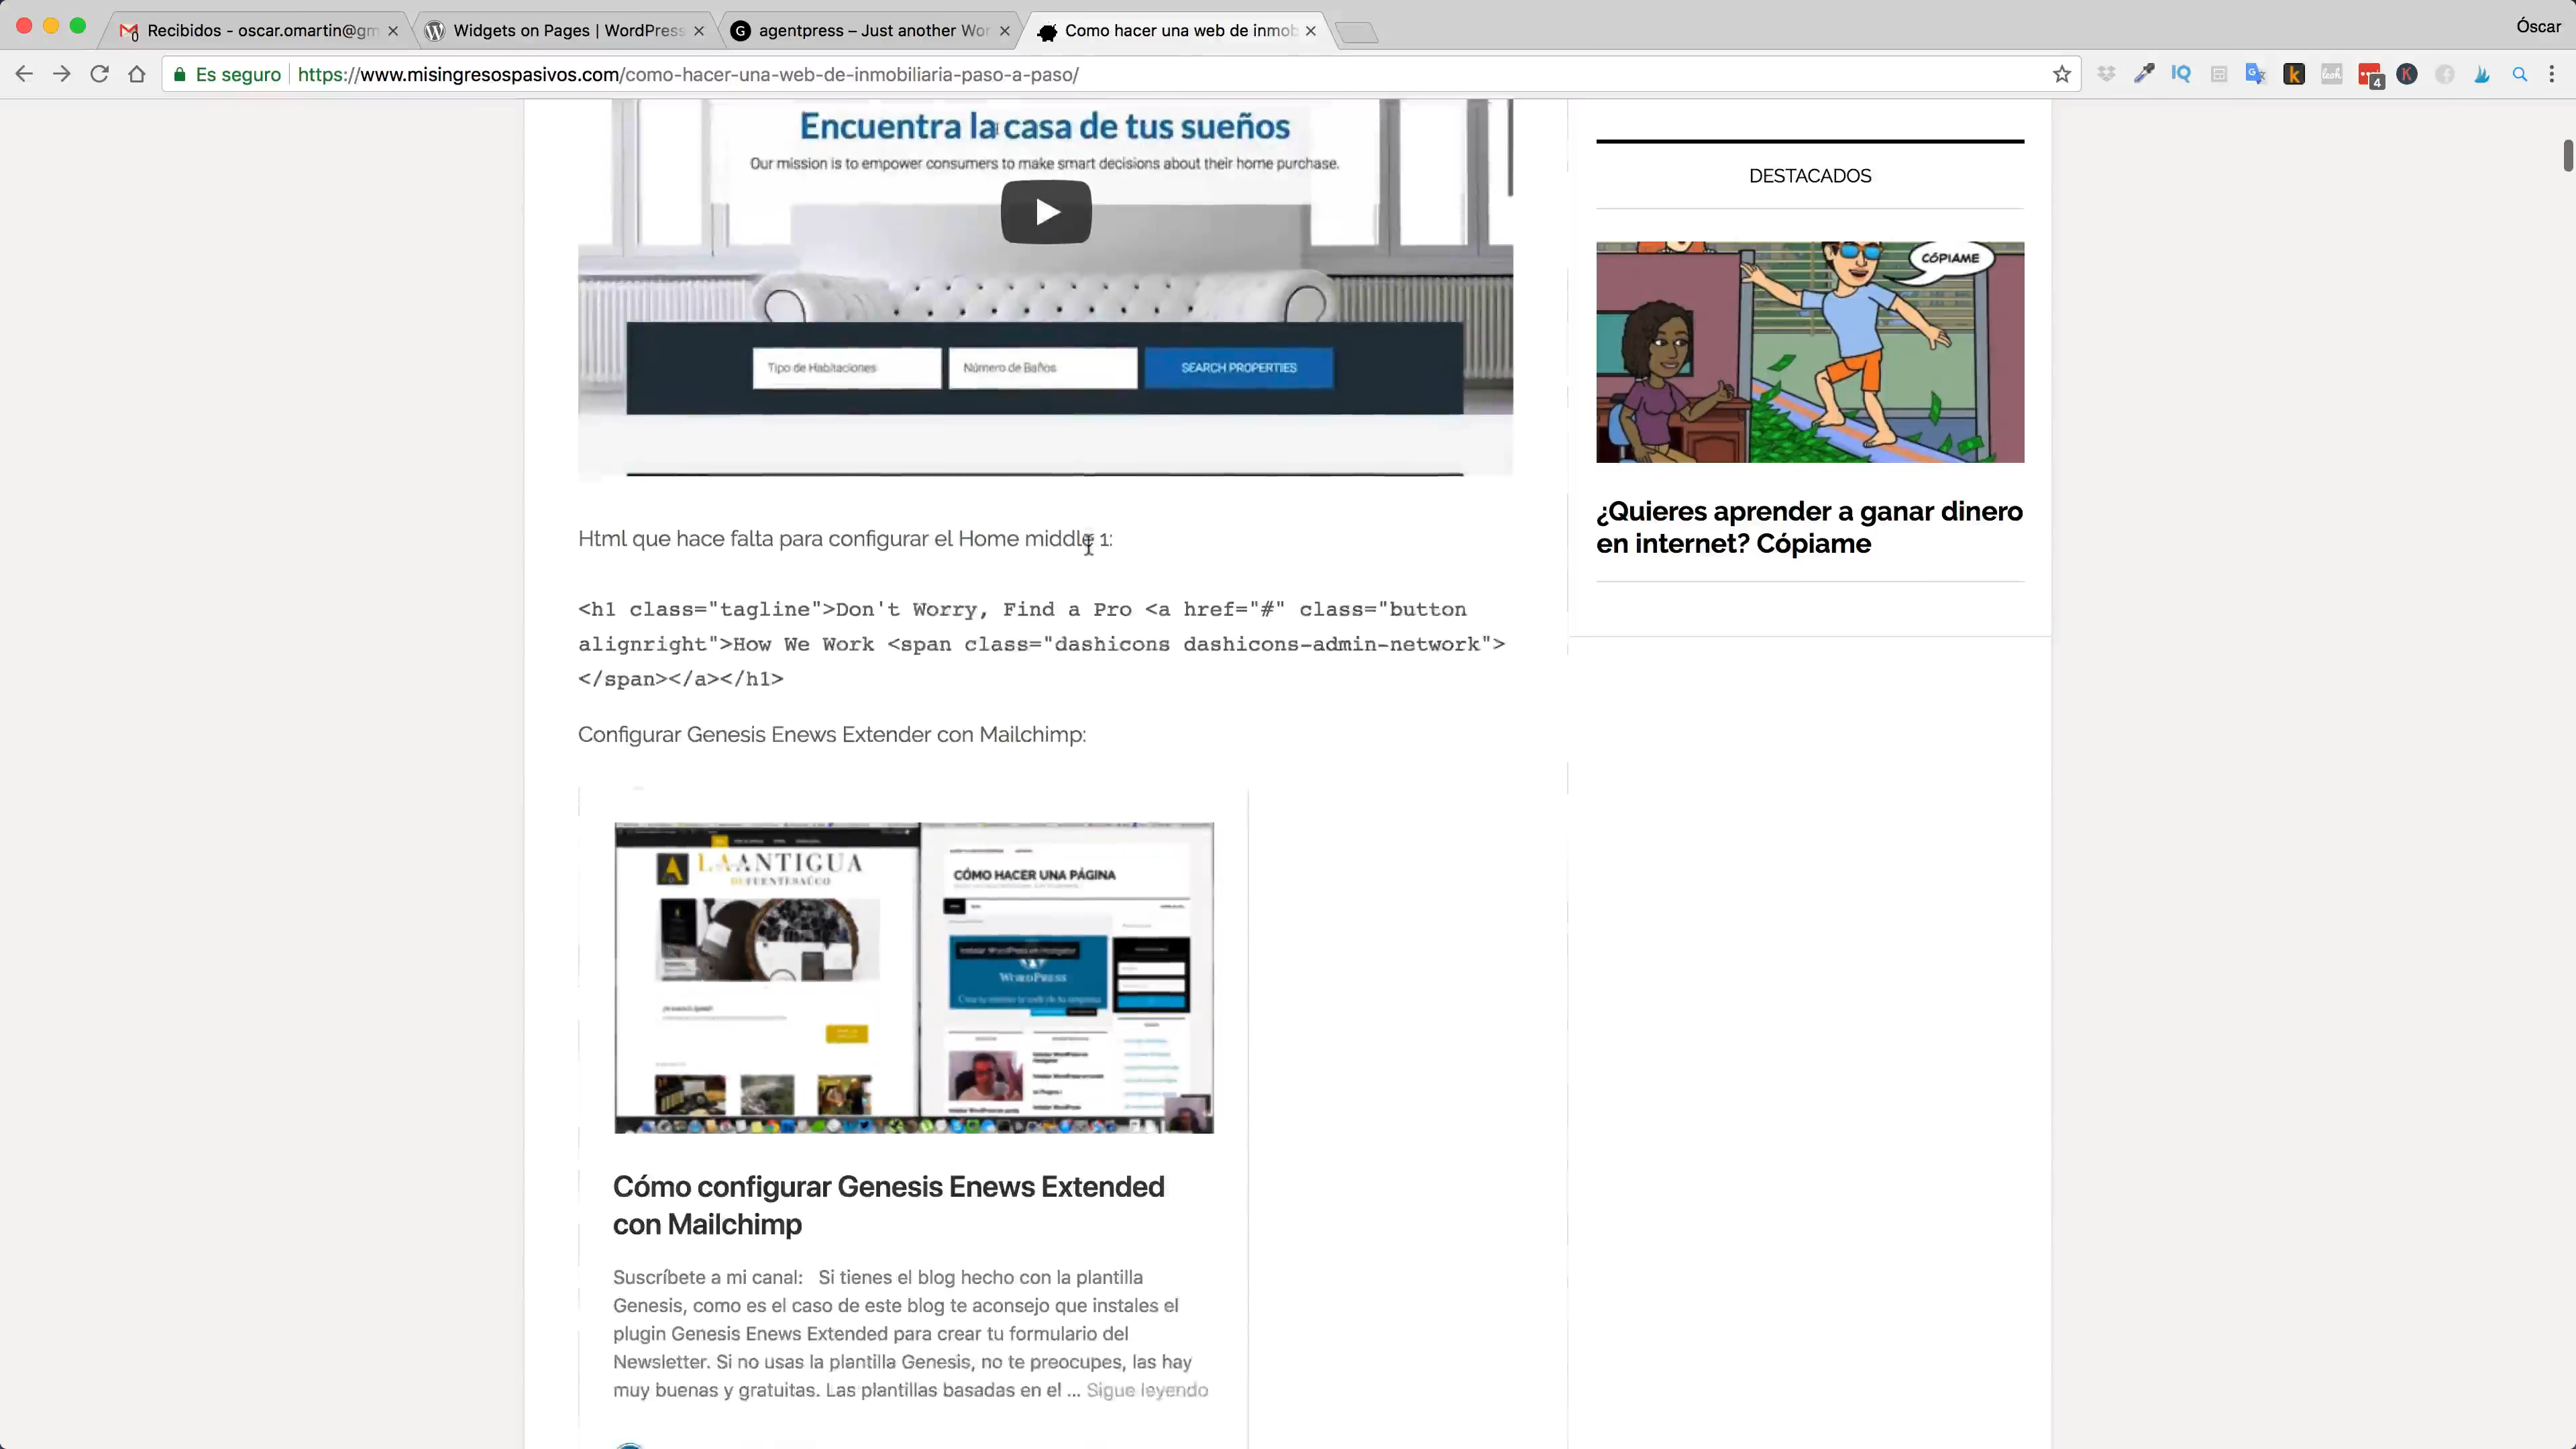 Recibidos - oscar.omartin@gm
Widgets on Pages | WordPress
agentpress – Just another Wor
Como hacer una web de inmob
Óscar
Es seguro
https://www.misingresospasivos.com/como-hacer-una-web-de-inmobiliaria-paso-a-paso/
4
Encuentra la casa de tus sueños
Our mission is to empower consumers to make smart decisions about their home purchase.
Tipo de Habitaciones
Número de Baños
SEARCH PROPERTIES
Html que hace falta para configurar el Home middle 1:
<h1 class="tagline">Don't Worry, Find a Pro <a href="#" class="button
alignright">How We Work <span class="dashicons dashicons-admin-network">
</span></a></h1>
Configurar Genesis Enews Extender con Mailchimp:
LAANTIGUA
DEFUENTESAÚCO
CÓMO HACER UNA PÁGINA
WORDPRESS
Cómo configurar Genesis Enews Extended
con Mailchimp
Suscríbete a mi canal: Si tienes el blog hecho con la plantilla
Genesis, como es el caso de este blog te aconsejo que instales el
plugin Genesis Enews Extended para crear tu formulario del
Newsletter. Si no usas la plantilla Genesis, no te preocupes, las hay
muy buenas y gratuitas. Las plantillas basadas en el ... Sigue leyendo
DESTACADOS
CÓPIAME
¿Quieres aprender a ganar dinero
en internet? Cópiame